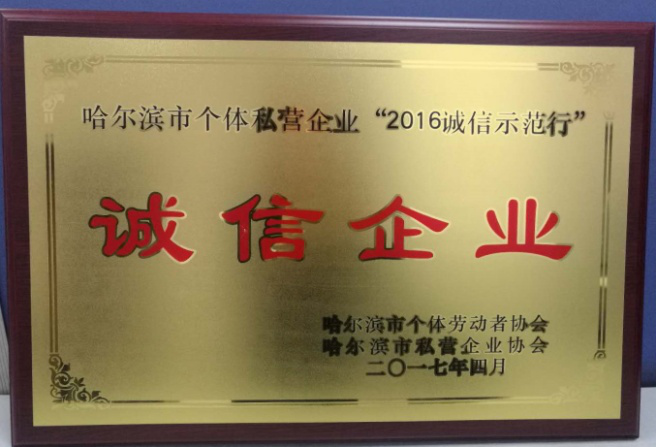 哈尔滨市个体私营企业“2016诚信示范行”
诚信企业
哈尔滨市个体劳动者协会
哈尔滨市私营企业协会
二〇一七年四月